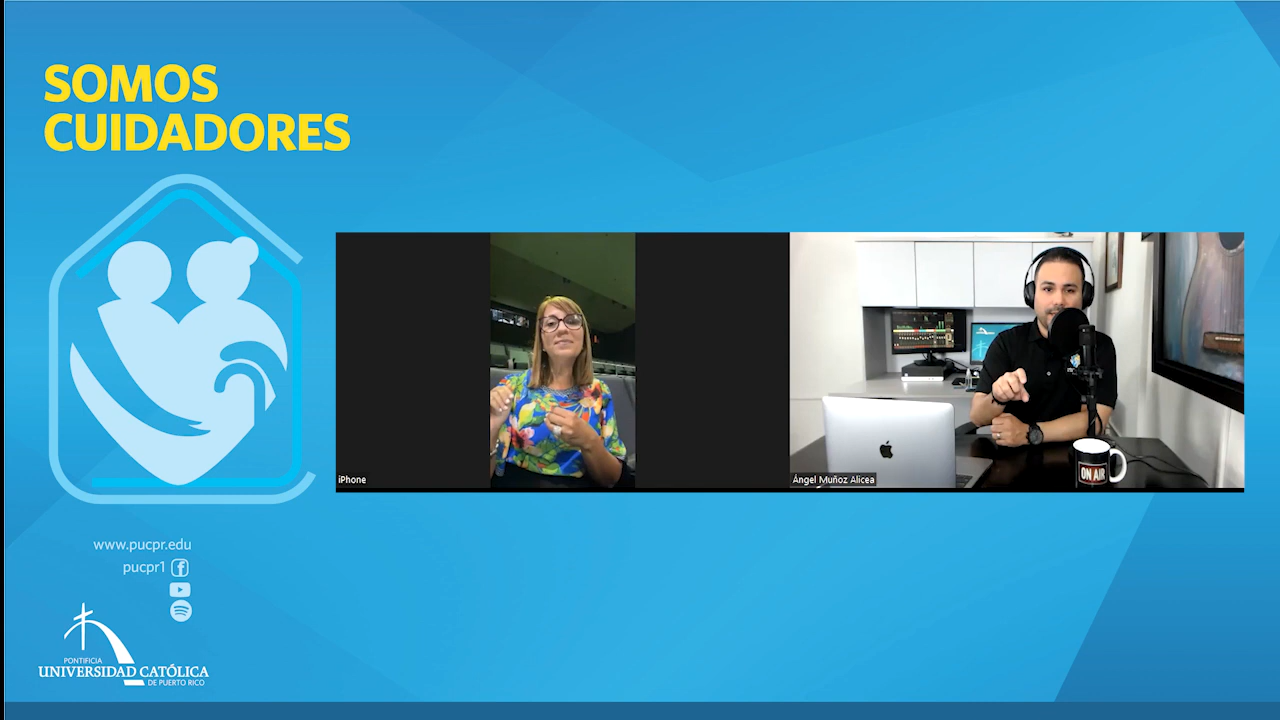 SOMOS
CUIDADORES
iPhone
Ángel Muñoz Alicea
ON AIR
www.pucpr.edu
pucpr1
PONTIFICIA
UNIVERSIDAD CATÓLICA
DE PUERTO RICO